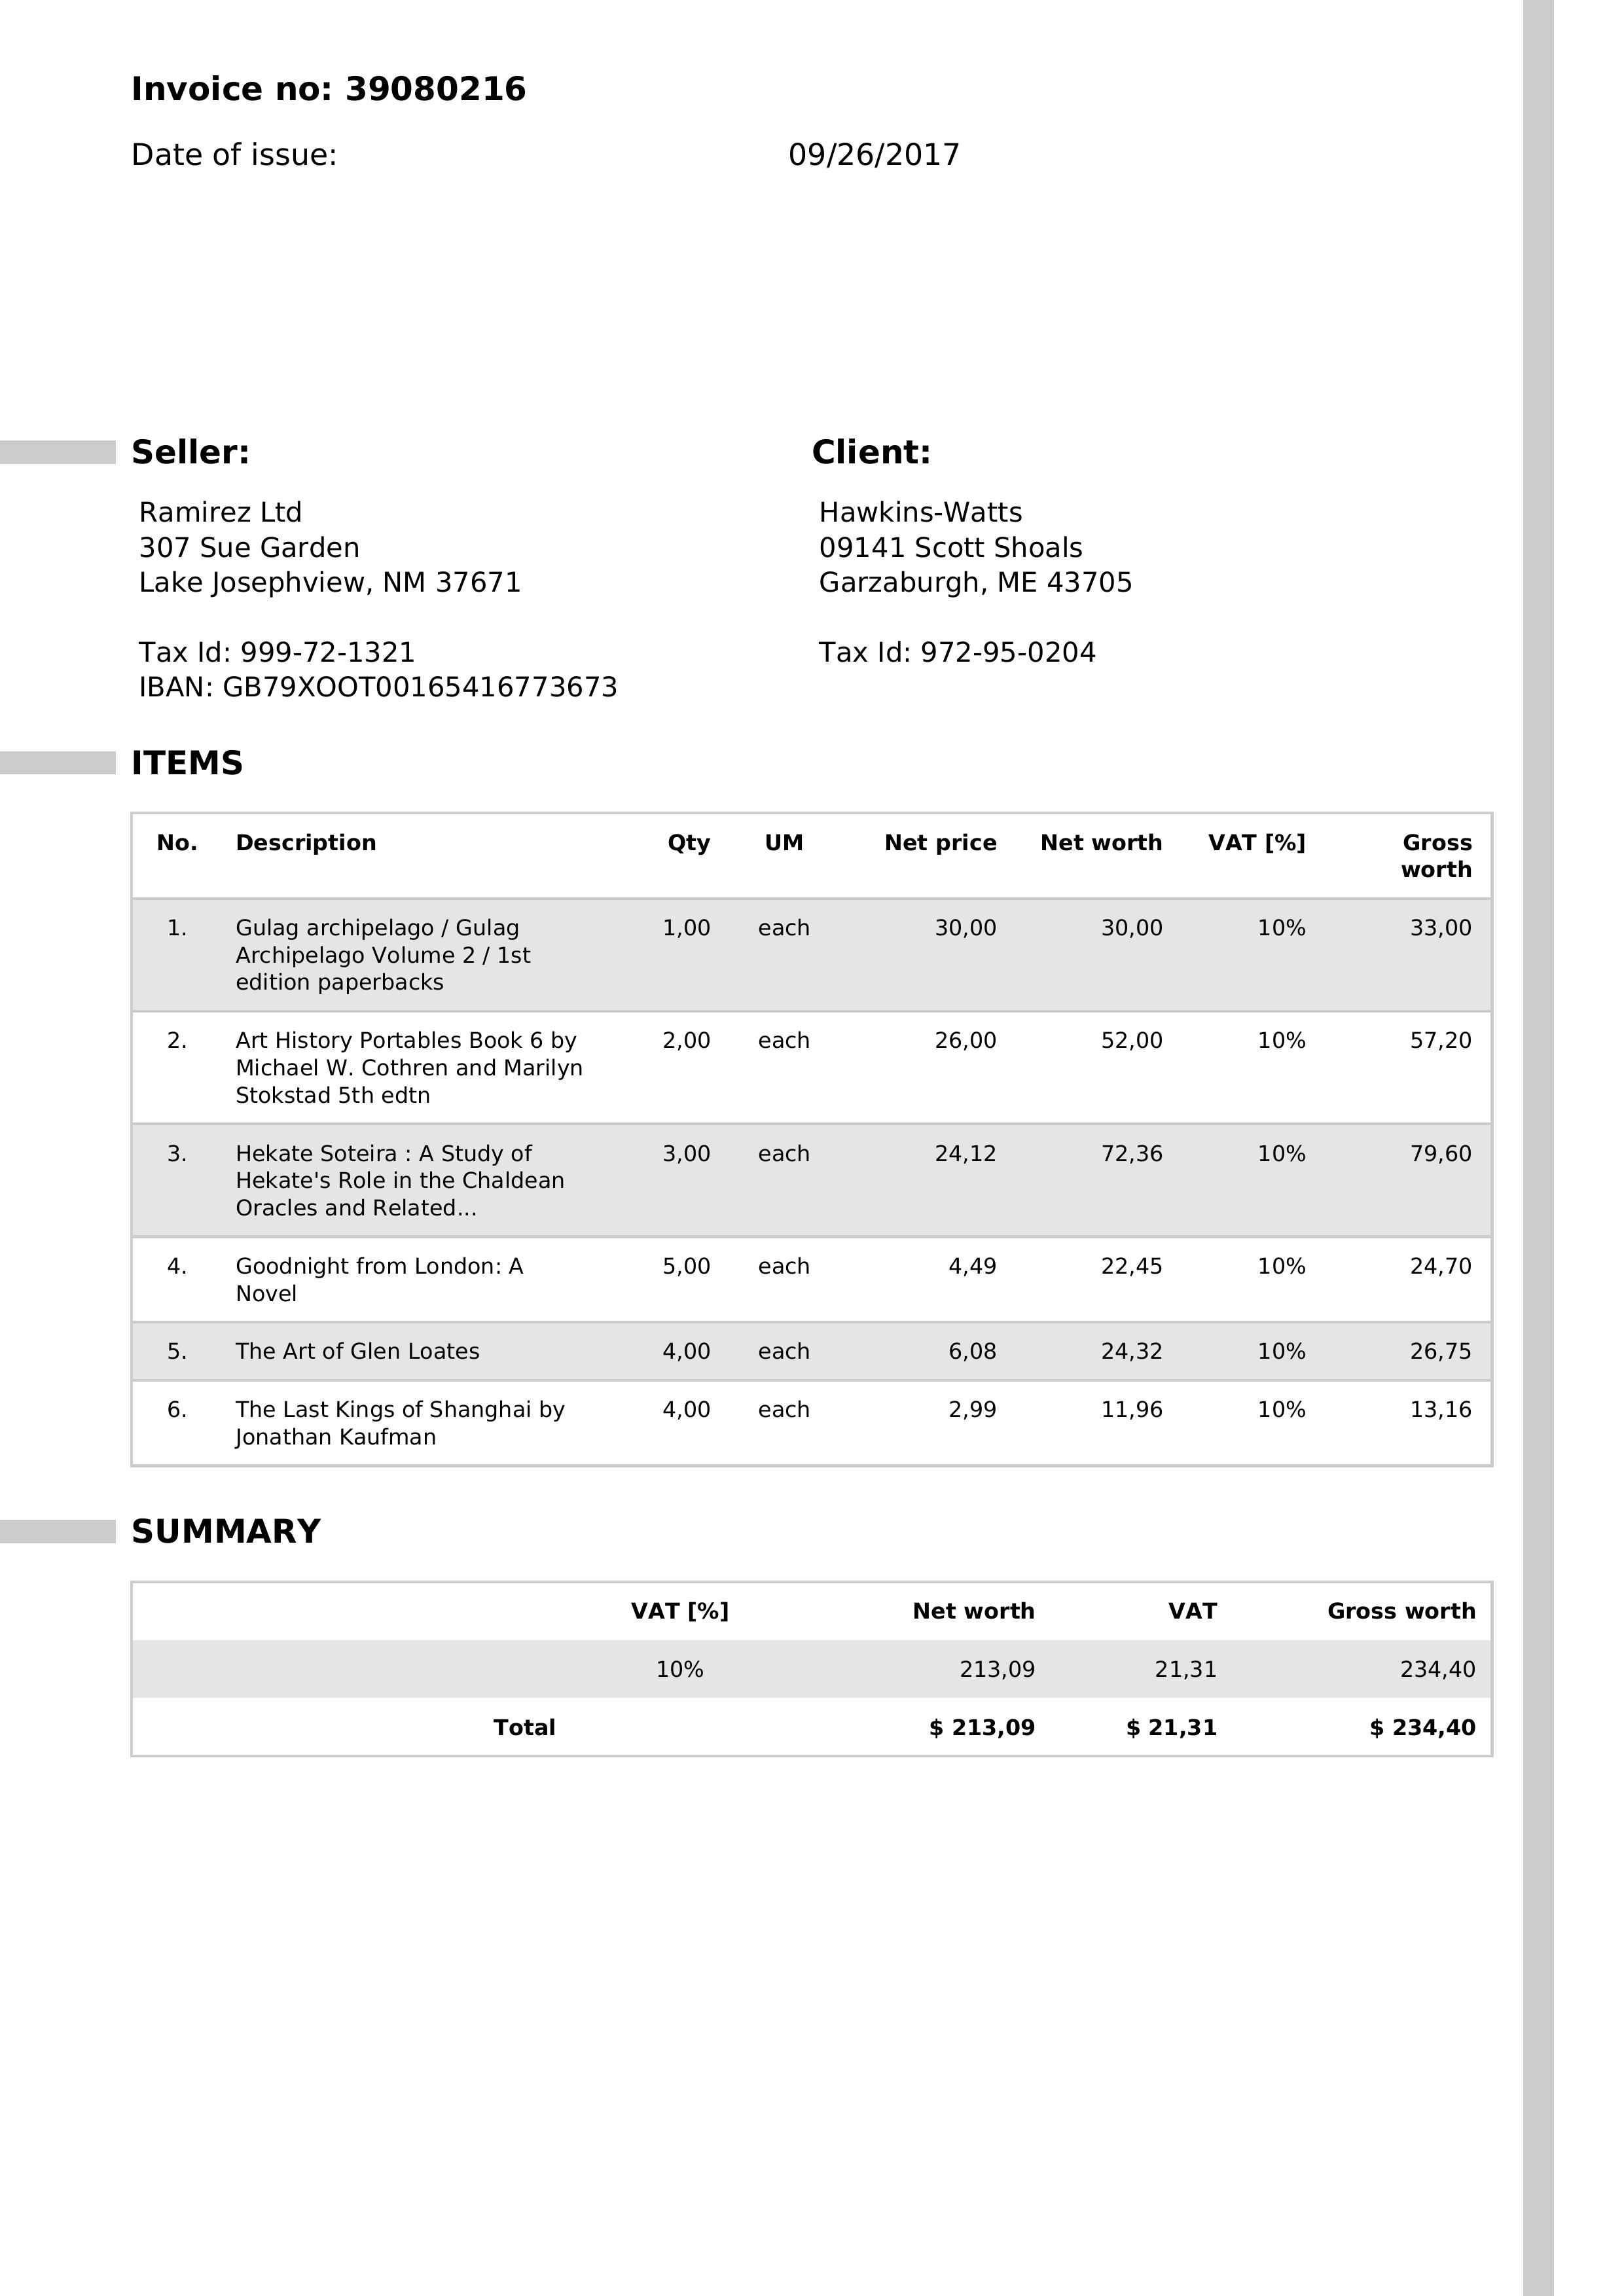 Invoice no: 39080216
Date of issue: 09/26/2017
Seller: Client:
Ramirez Ltd Hawkins-Watts
307 Sue Garden 09141 Scott Shoals
Lake Josephview, NM 37671 Garzaburgh, ME 43705
Tax Id: 999-72-1321 Tax Id: 972-95-0204
IBAN: GB79XOOT00165416773673
ITEMS
No. Description Qty UM Net price Net worth VAT [%] Gross
worth
1. Gulag archipelago / Gulag 1,00 each 30,00 30,00 10% 33,00
Archipelago Volume 2 / 1st
edition paperbacks
2. Art History Portables Book 6 by 2,00 each 26,00 52,00 10% 57,20
Michael W. Cothren and Marilyn
Stokstad 5th edtn
3. Hekate Soteira : A Study of 3,00 each 24,12 72,36 10% 79,60
Hekate's Role in the Chaldean
Oracles and Related...
4. Goodnight from London: A 5,00 each 4,49 22,45 10% 24,70
Novel
5. The Art of Glen Loates 4,00 each 6,08 24,32 10% 26,75
6. The Last Kings of Shanghai by 4,00 each 2,99 11,96 10% 13,16
Jonathan Kaufman
SUMMARY
VAT [%] Net worth VAT Gross worth
10% 213,09 21,31 234,40
Total $ 213,09 $ 21,31 $ 234,40